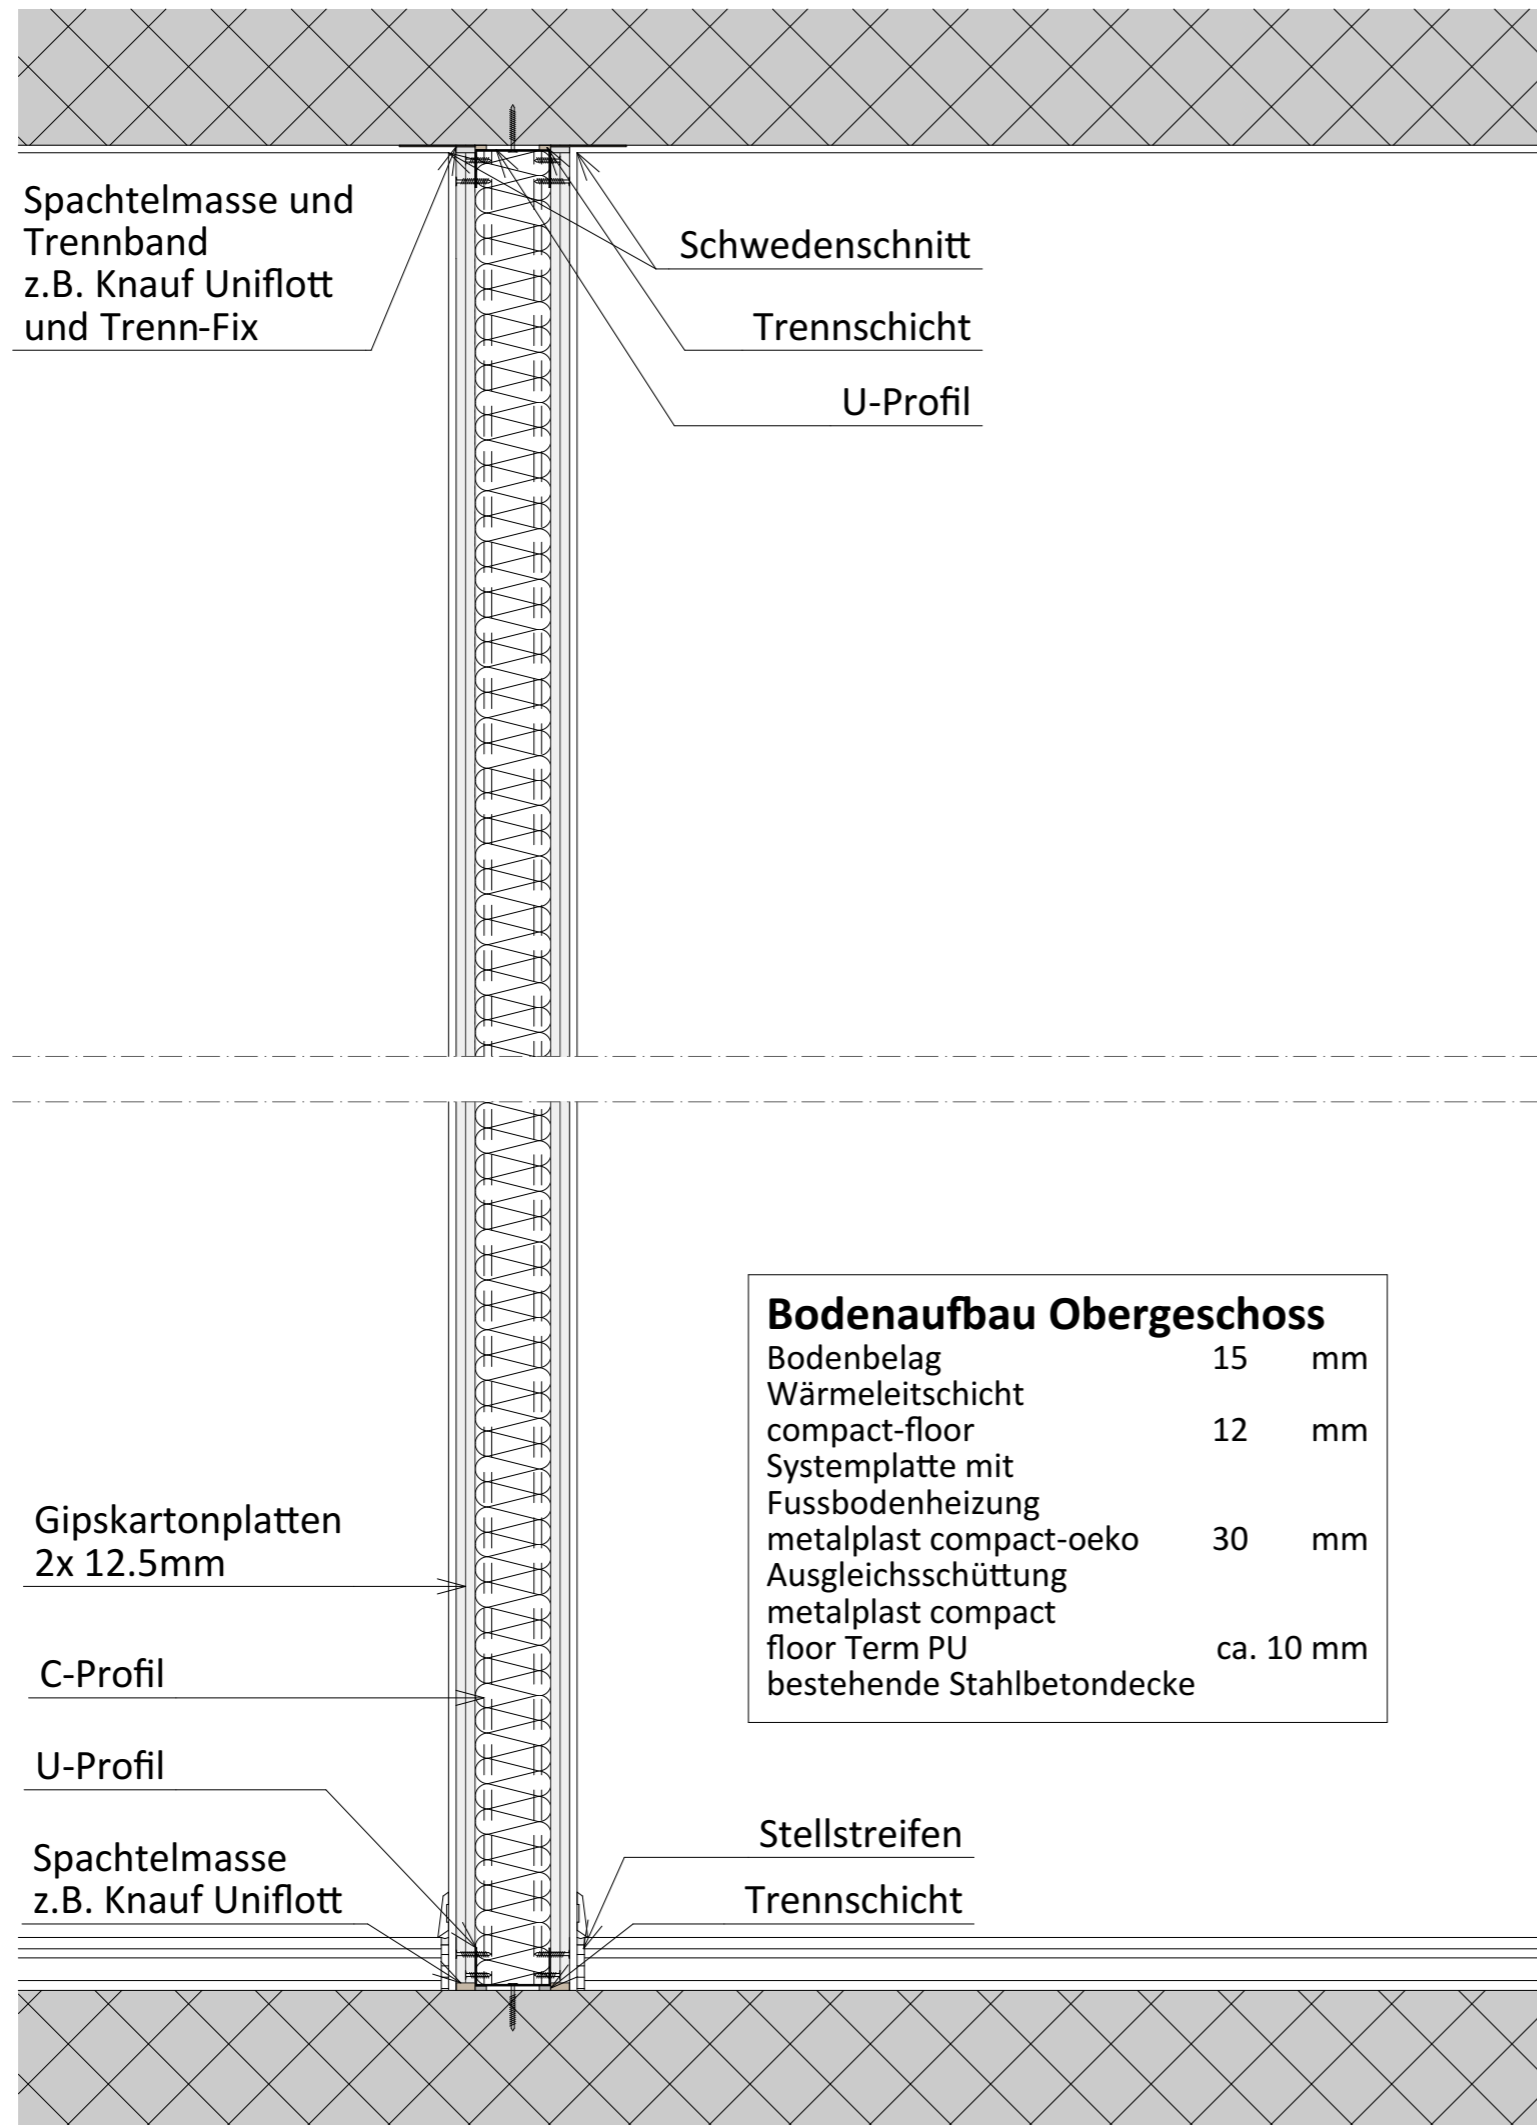 Spachtelmasse und
Trennband
z.B. Knauf Uniflott
und Trenn-Fix
Schwedenschnitt
Trennschicht
U-Profil
Bodenaufbau Obergeschoss
Bodenbelag 15 mm
Wärmeleitschicht
compact-floor 12 mm
Systemplatte mit
Fussbodenheizung
metalplast compact-oeko 30 mm
Ausgleichsschüttung
metalplast compact
floor Term PU ca. 10 mm
bestehende Stahlbetondecke
Gipskartonplatten
2x 12.5mm
C-Profil
U-Profil
Spachtelmasse
z.B. Knauf Uniflott
Stellstreifen
Trennschicht